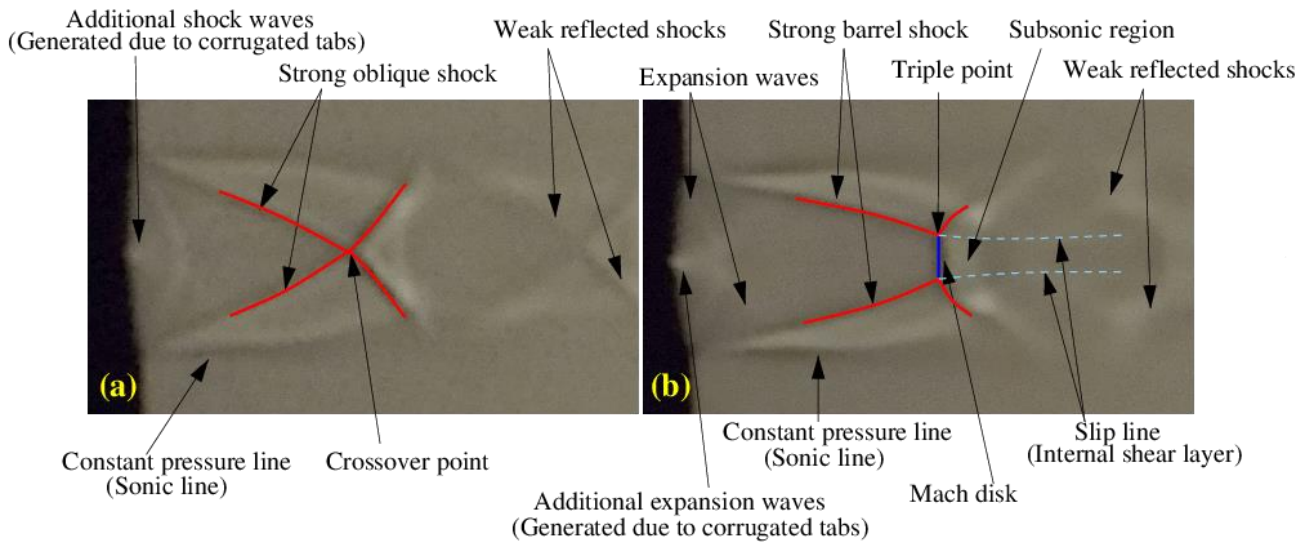 Additional shock waves
(Generated due to corrugated tabs)
Strong oblique shock
Weak reflected shocks
(a)
Constant pressure line
(Sonic line)
Crossover point
Strong barrel shock
Subsonic region
Expansion waves
Triple point
Weak reflected shocks
(b)
Constant pressure line
(Sonic line)
Slip line
(Internal shear layer)
Mach disk
Additional expansion waves
(Generated due to corrugated tabs)